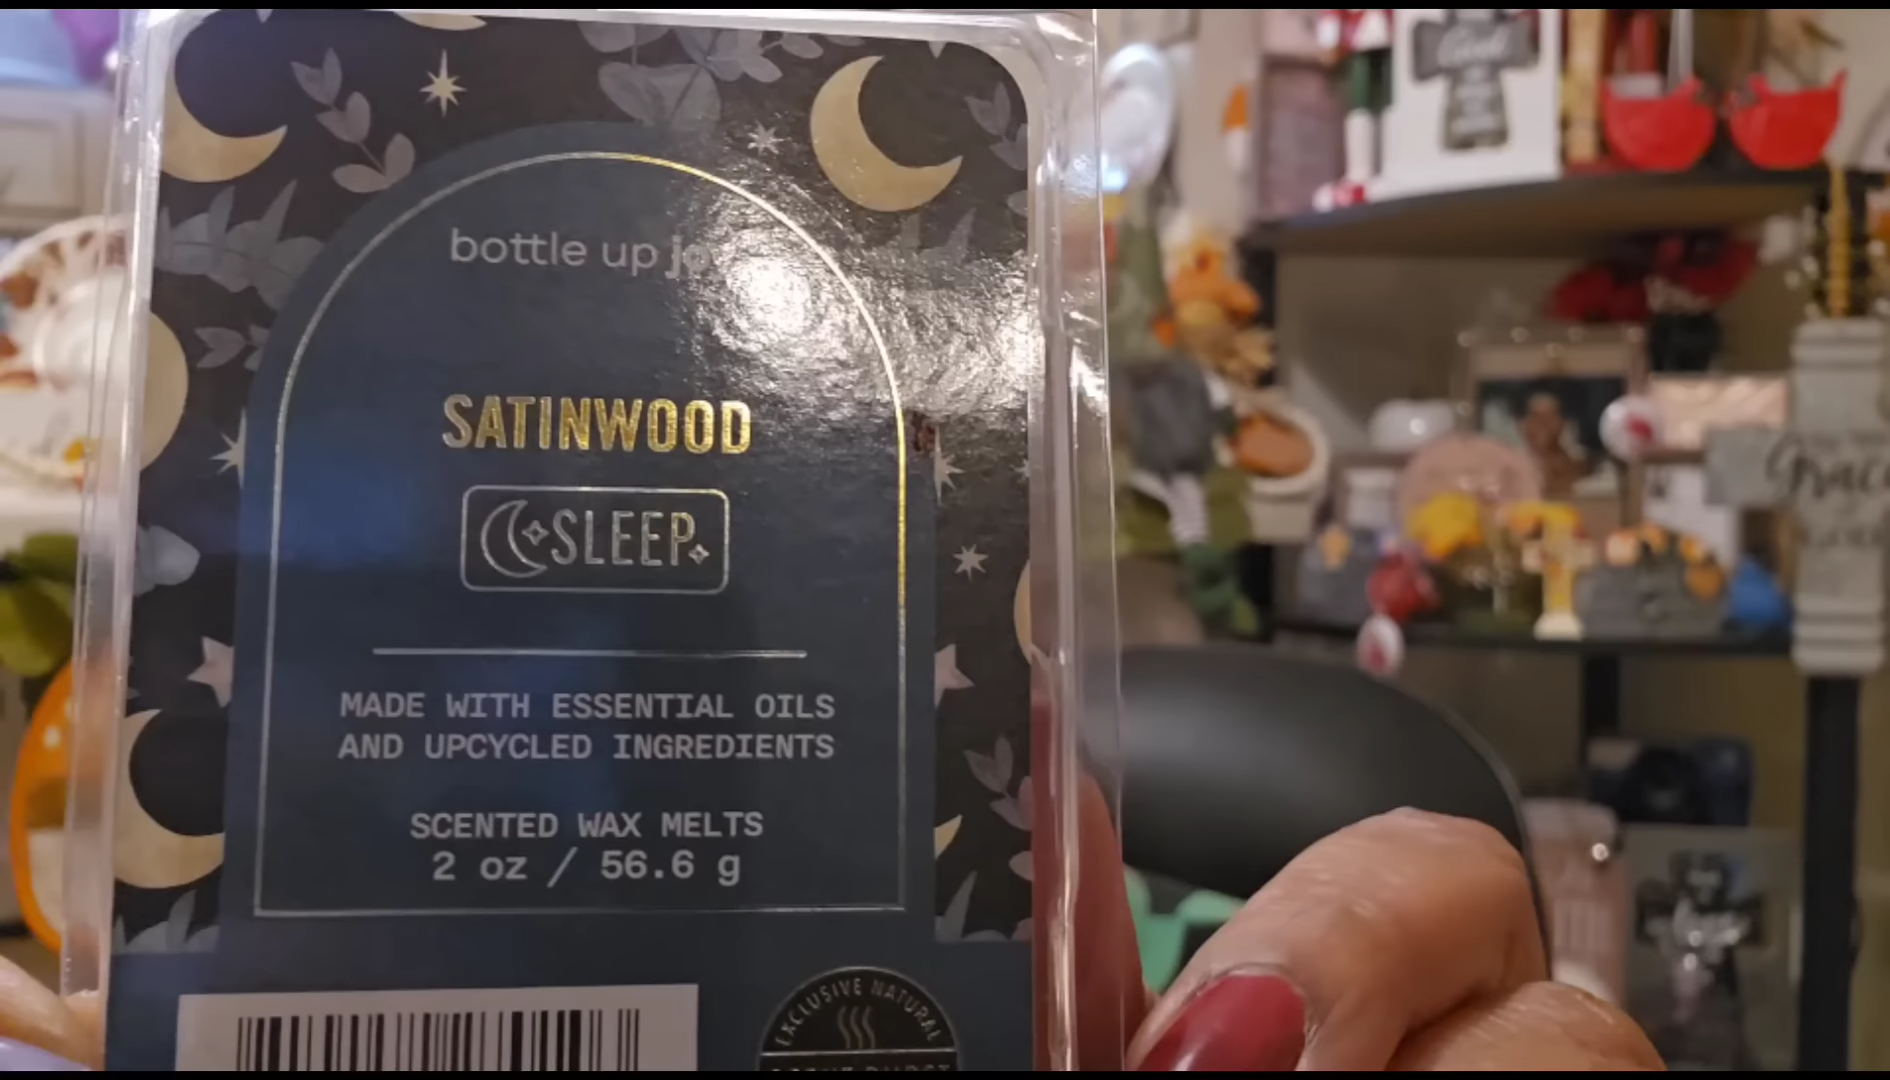 bottle up
SATINWOOD
SLEEP
MADE WITH ESSENTIAL OILS
AND UPCYCLED INGREDIENTS
SCENTED WAX MELTS
2 oz / 56.6 g
EXCLUSIVE NATURAL